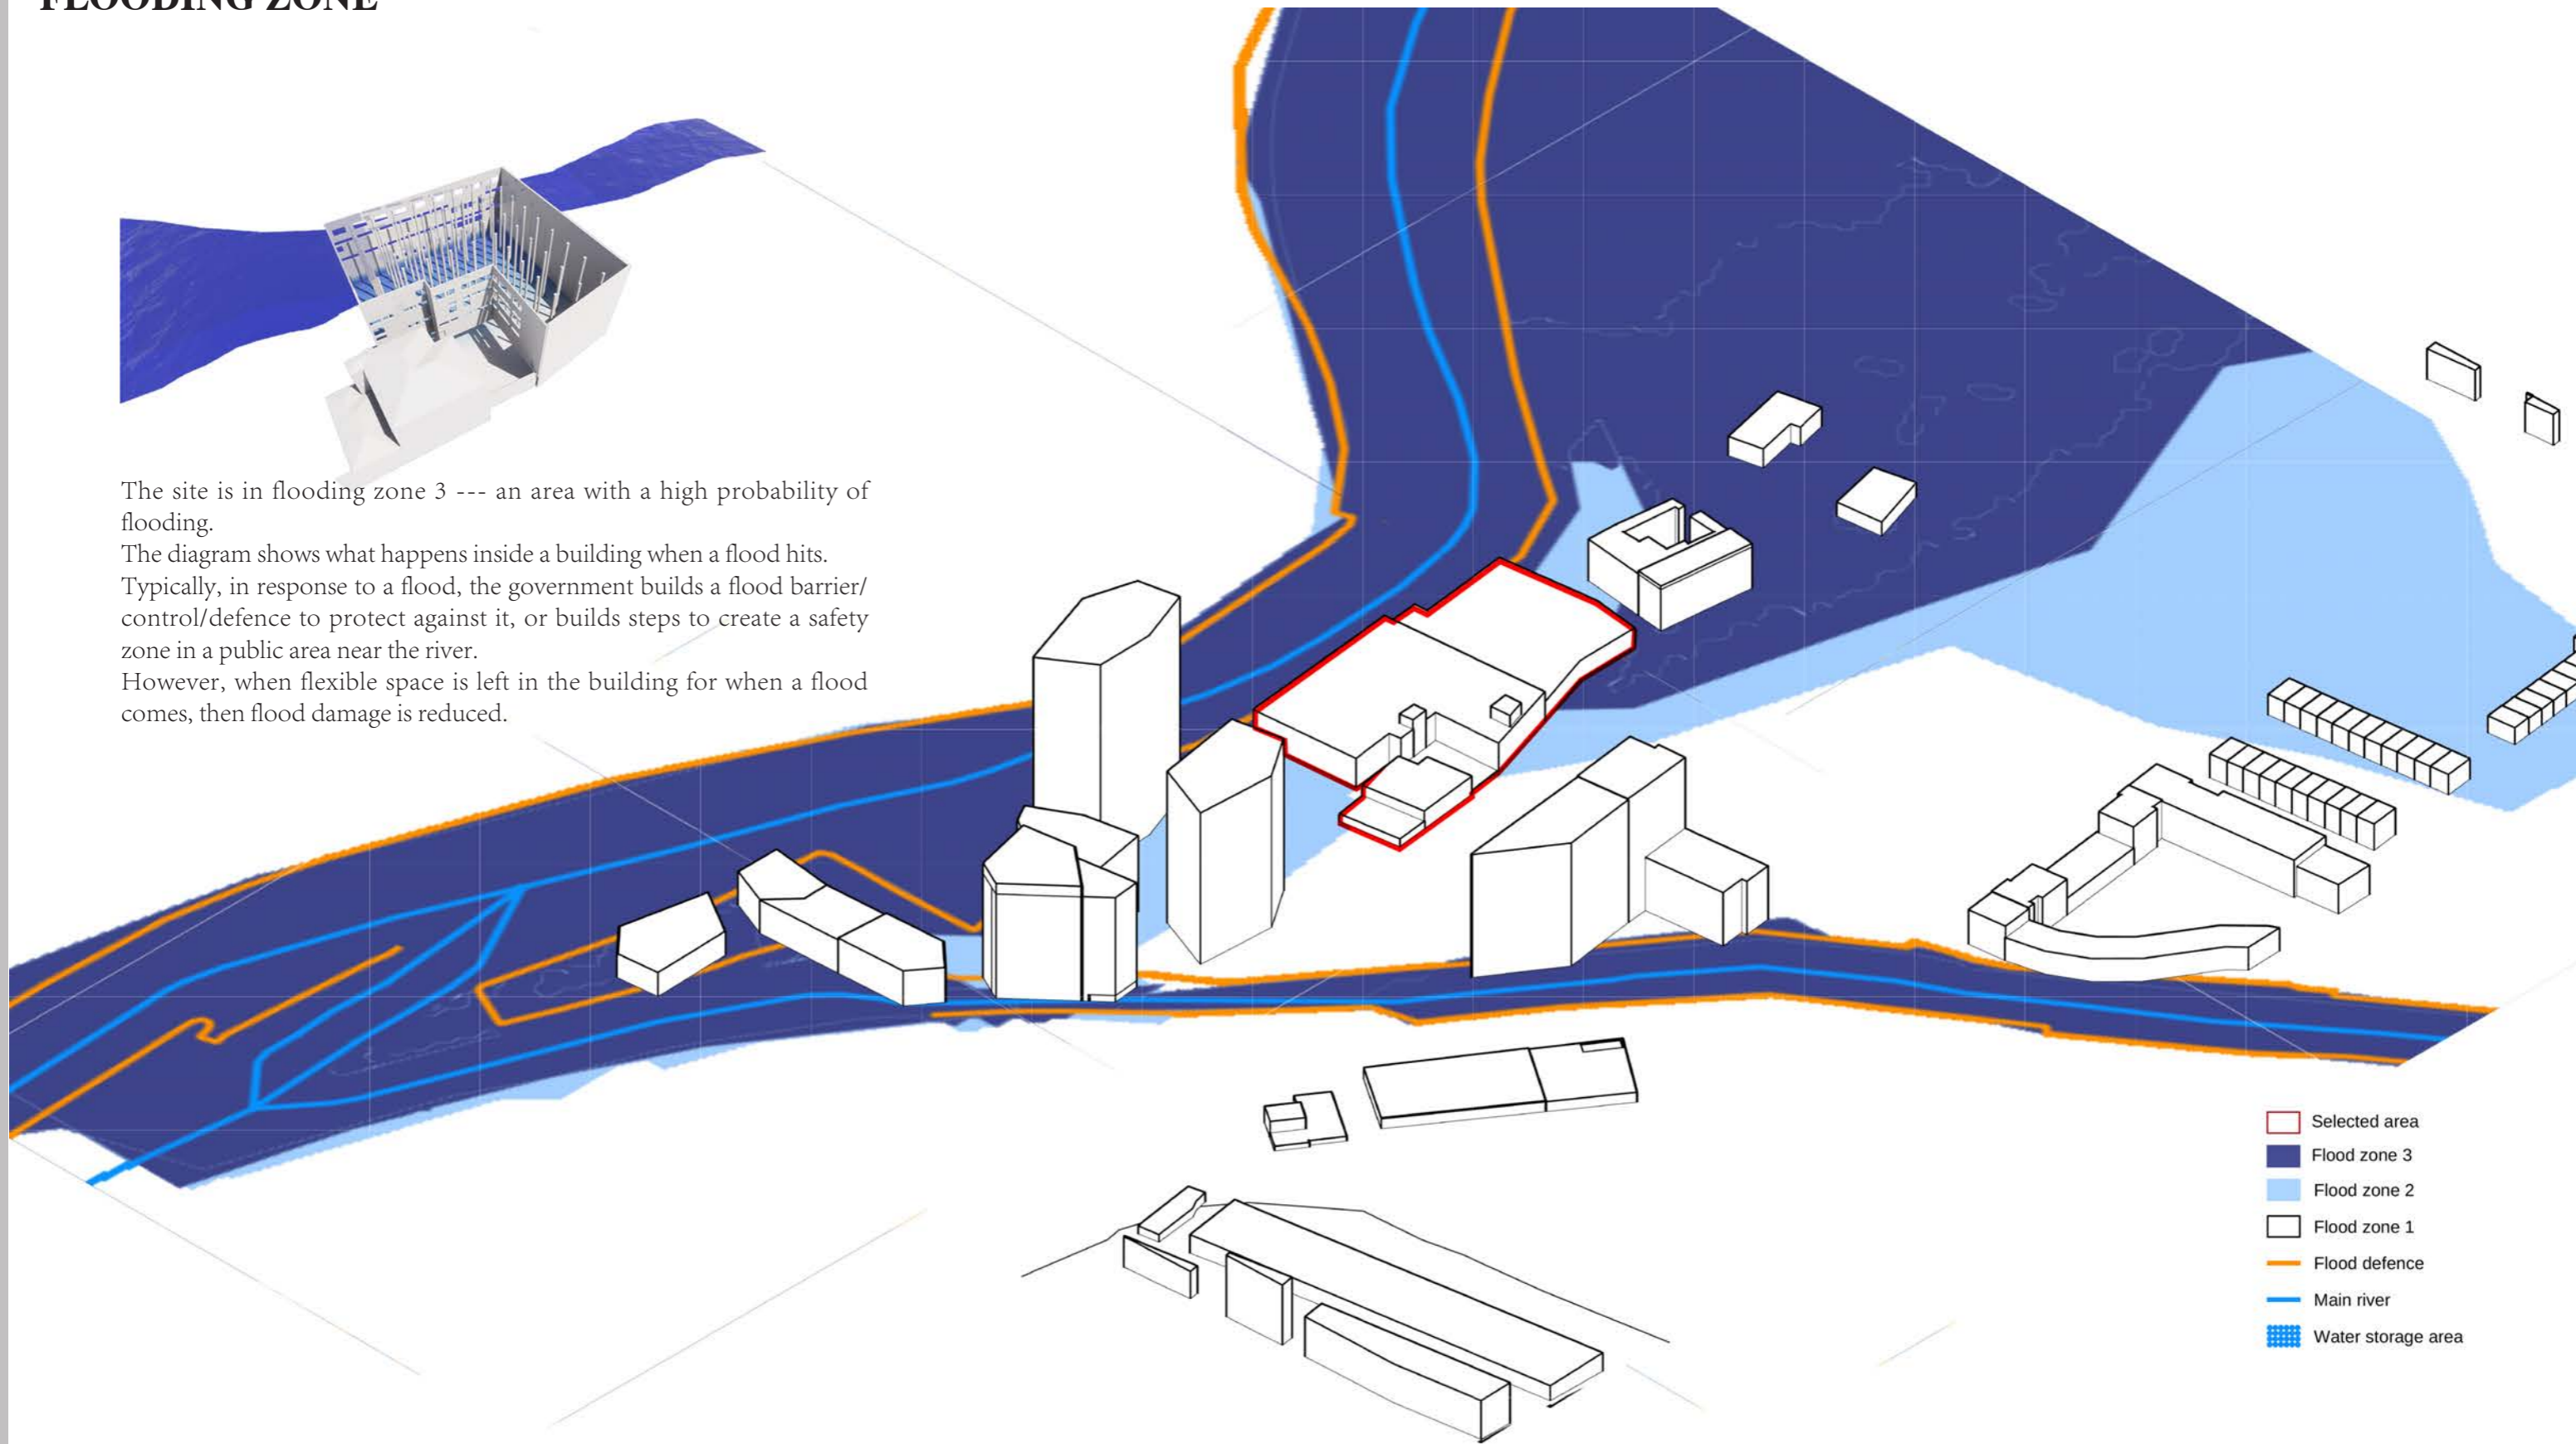 FLOODING ZONE
The site is in flooding zone 3 --- an area with a high probability of
flooding.
The diagram shows what happens inside a building when a flood hits.
Typically, in response to a flood, the government builds a flood barrier/
control/defence to protect against it, or builds steps to create a safety
zone in a public area near the river.
However, when flexible space is left in the building for when a flood
comes, then flood damage is reduced.
Selected area
Flood zone 3
Flood zone 2
Flood zone 1
Flood defence
Main river
Water storage area